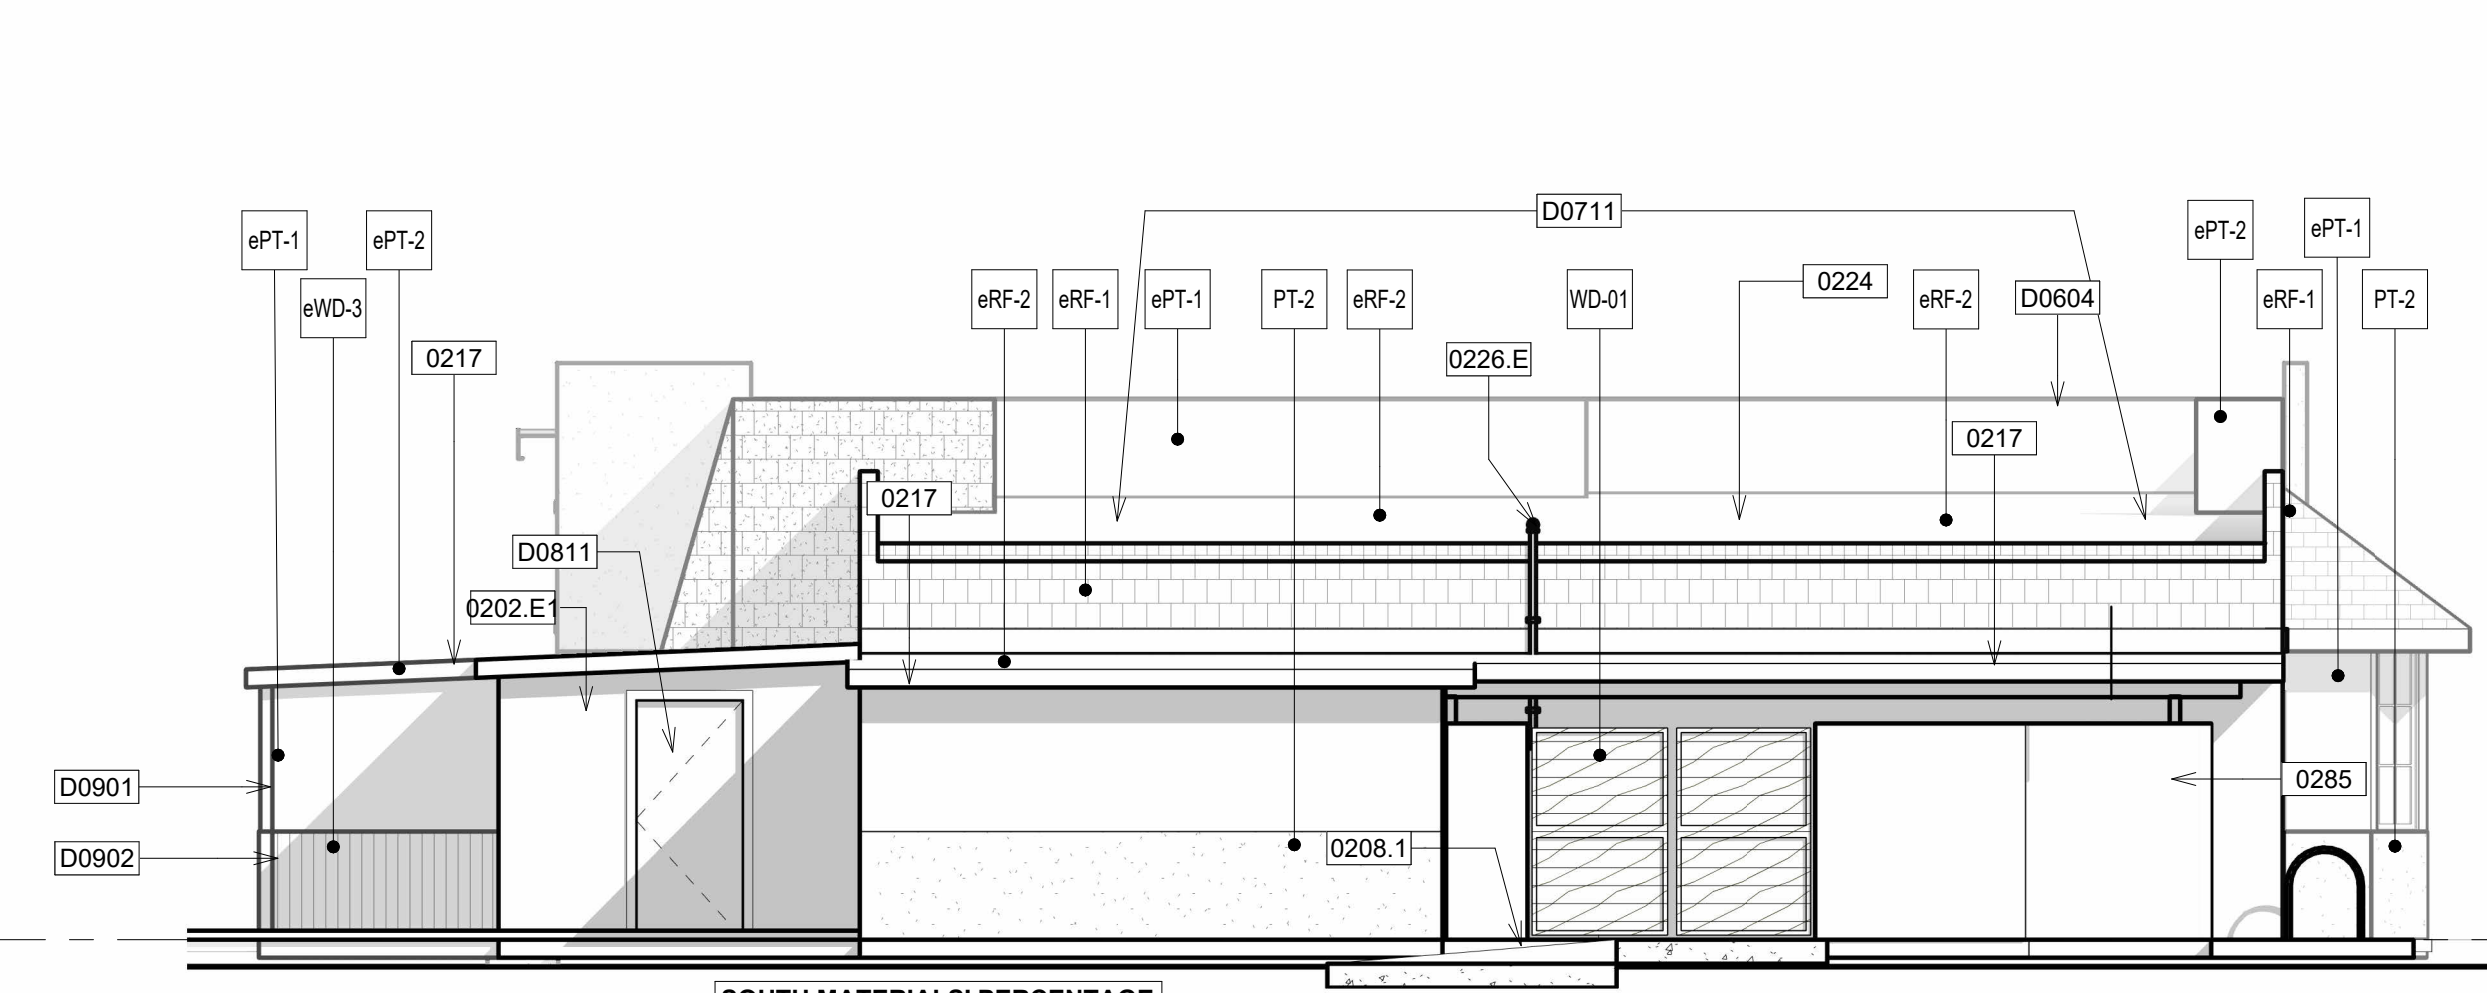 D0711
ePT-1
ePT-2
ePT-2
ePT-1
eWD-3
eRF-2
eRF-1
ePT-1
PT-2
eRF-2
WD-01
0224
eRF-2
D0604
eRF-1
PT-2
0217
0226.E
0217
0217
D0811
0202.E1
D0901
0285
D0902
0208.1